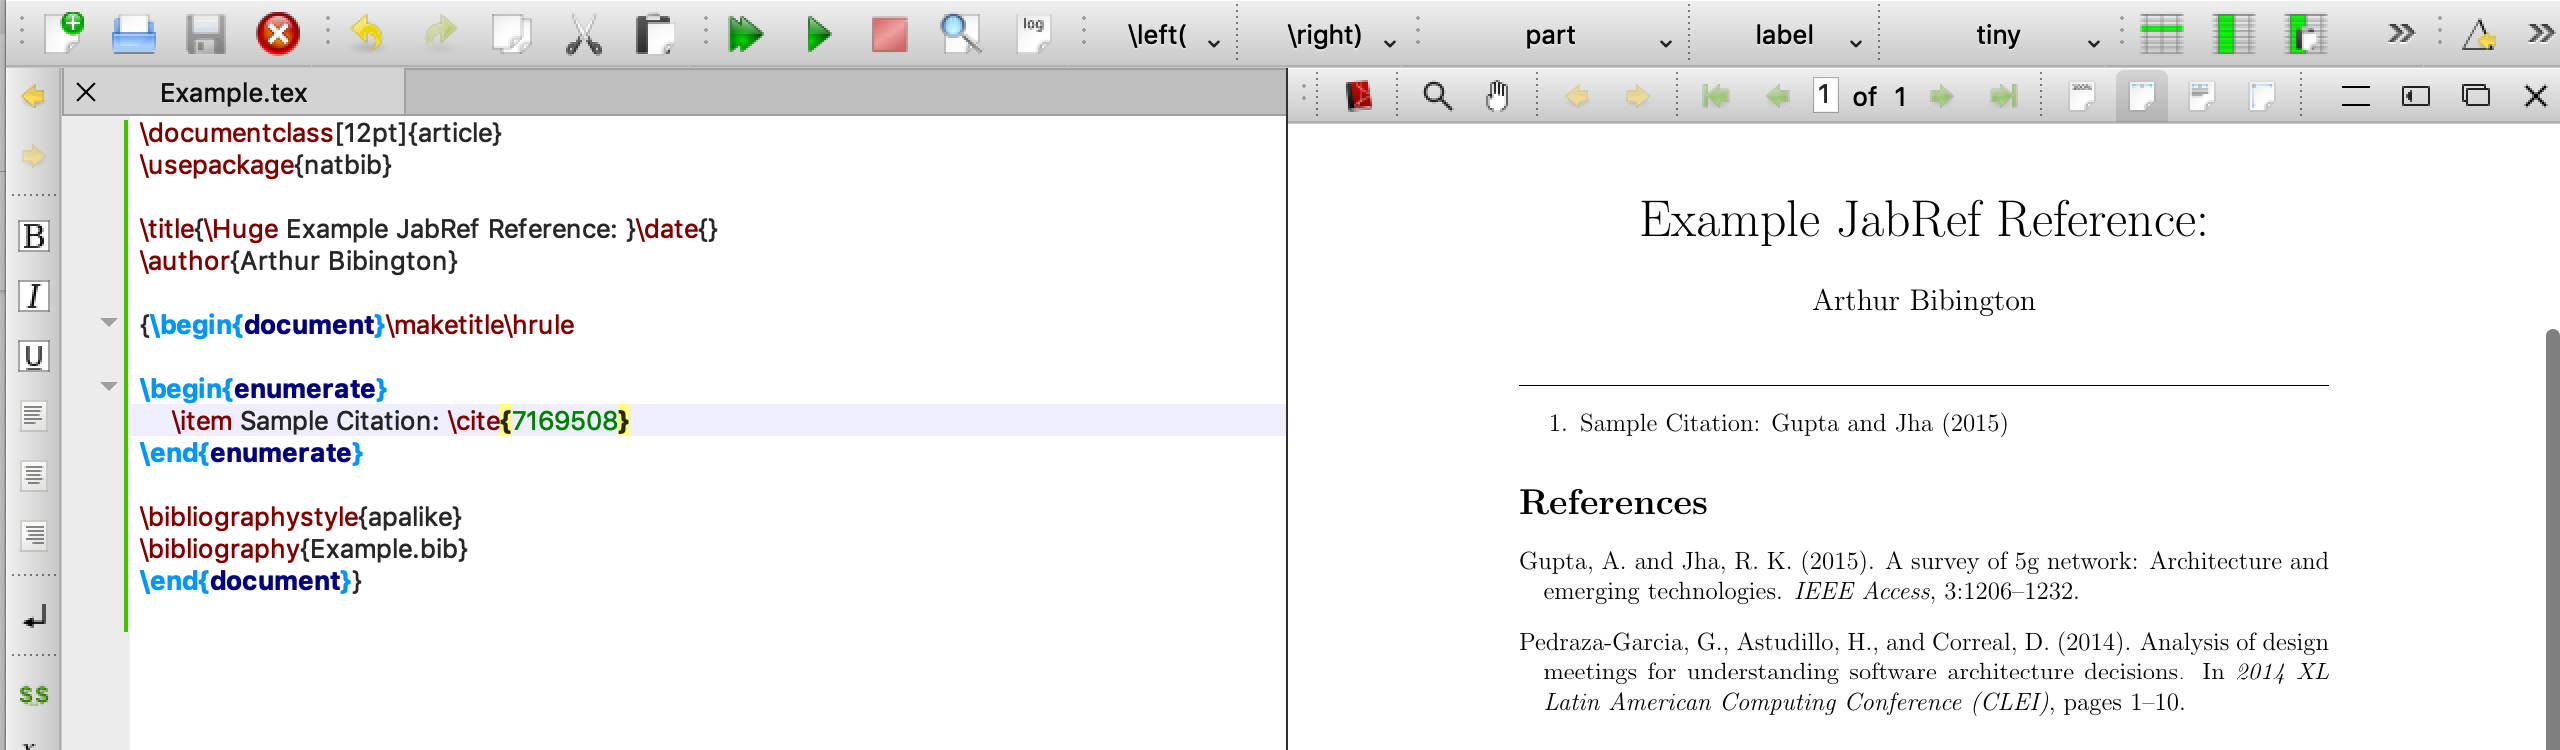 log
\left(
\right)
part
label
tiny
Example.tex
100%
1 of 1
B
I
U
$$
\documentclass[12pt]{article}
\usepackage{natbib}
\title{\Huge Example JabRef Reference: }\date{}
\author{Arthur Bibington}
{\begin{document}\maketitle\hrule
\begin{enumerate}
\item Sample Citation: \cite{7169508}
\end{enumerate}
\bibliographystyle{apalike}
\bibliography{Example.bib}
\end{document}}
Example JabRef Reference:
Arthur Bibington
1. Sample Citation: Gupta and Jha (2015)
References
Gupta, A. and Jha, R. K. (2015). A survey of 5g network: Architecture and
emerging technologies. IEEE Access, 3:1206–1232.
Pedraza-Garcia, G., Astudillo, H., and Correal, D. (2014). Analysis of design
meetings for understanding software architecture decisions. In 2014 XL
Latin American Computing Conference (CLEI), pages 1–10.